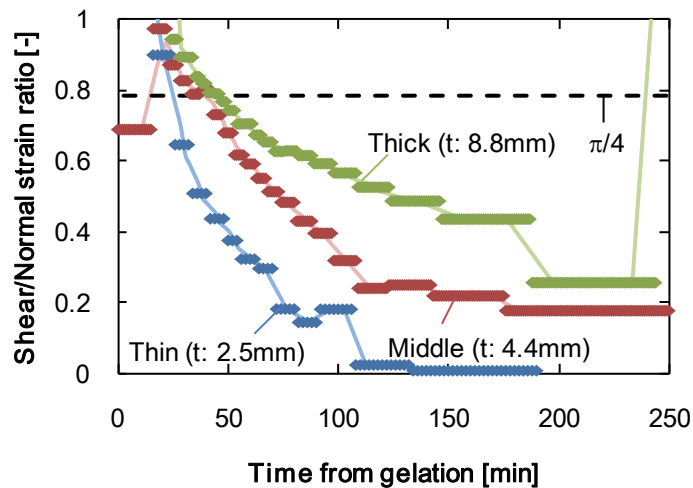 Shear/Normal strain ratio [-]
1
0.8
0.6
0.4
0.2
0
π/4
Thick (t: 8.8mm)
Thin (t: 2.5mm)
Middle (t: 4.4mm)
0 50 100 150 200 250
Time from gelation [min]